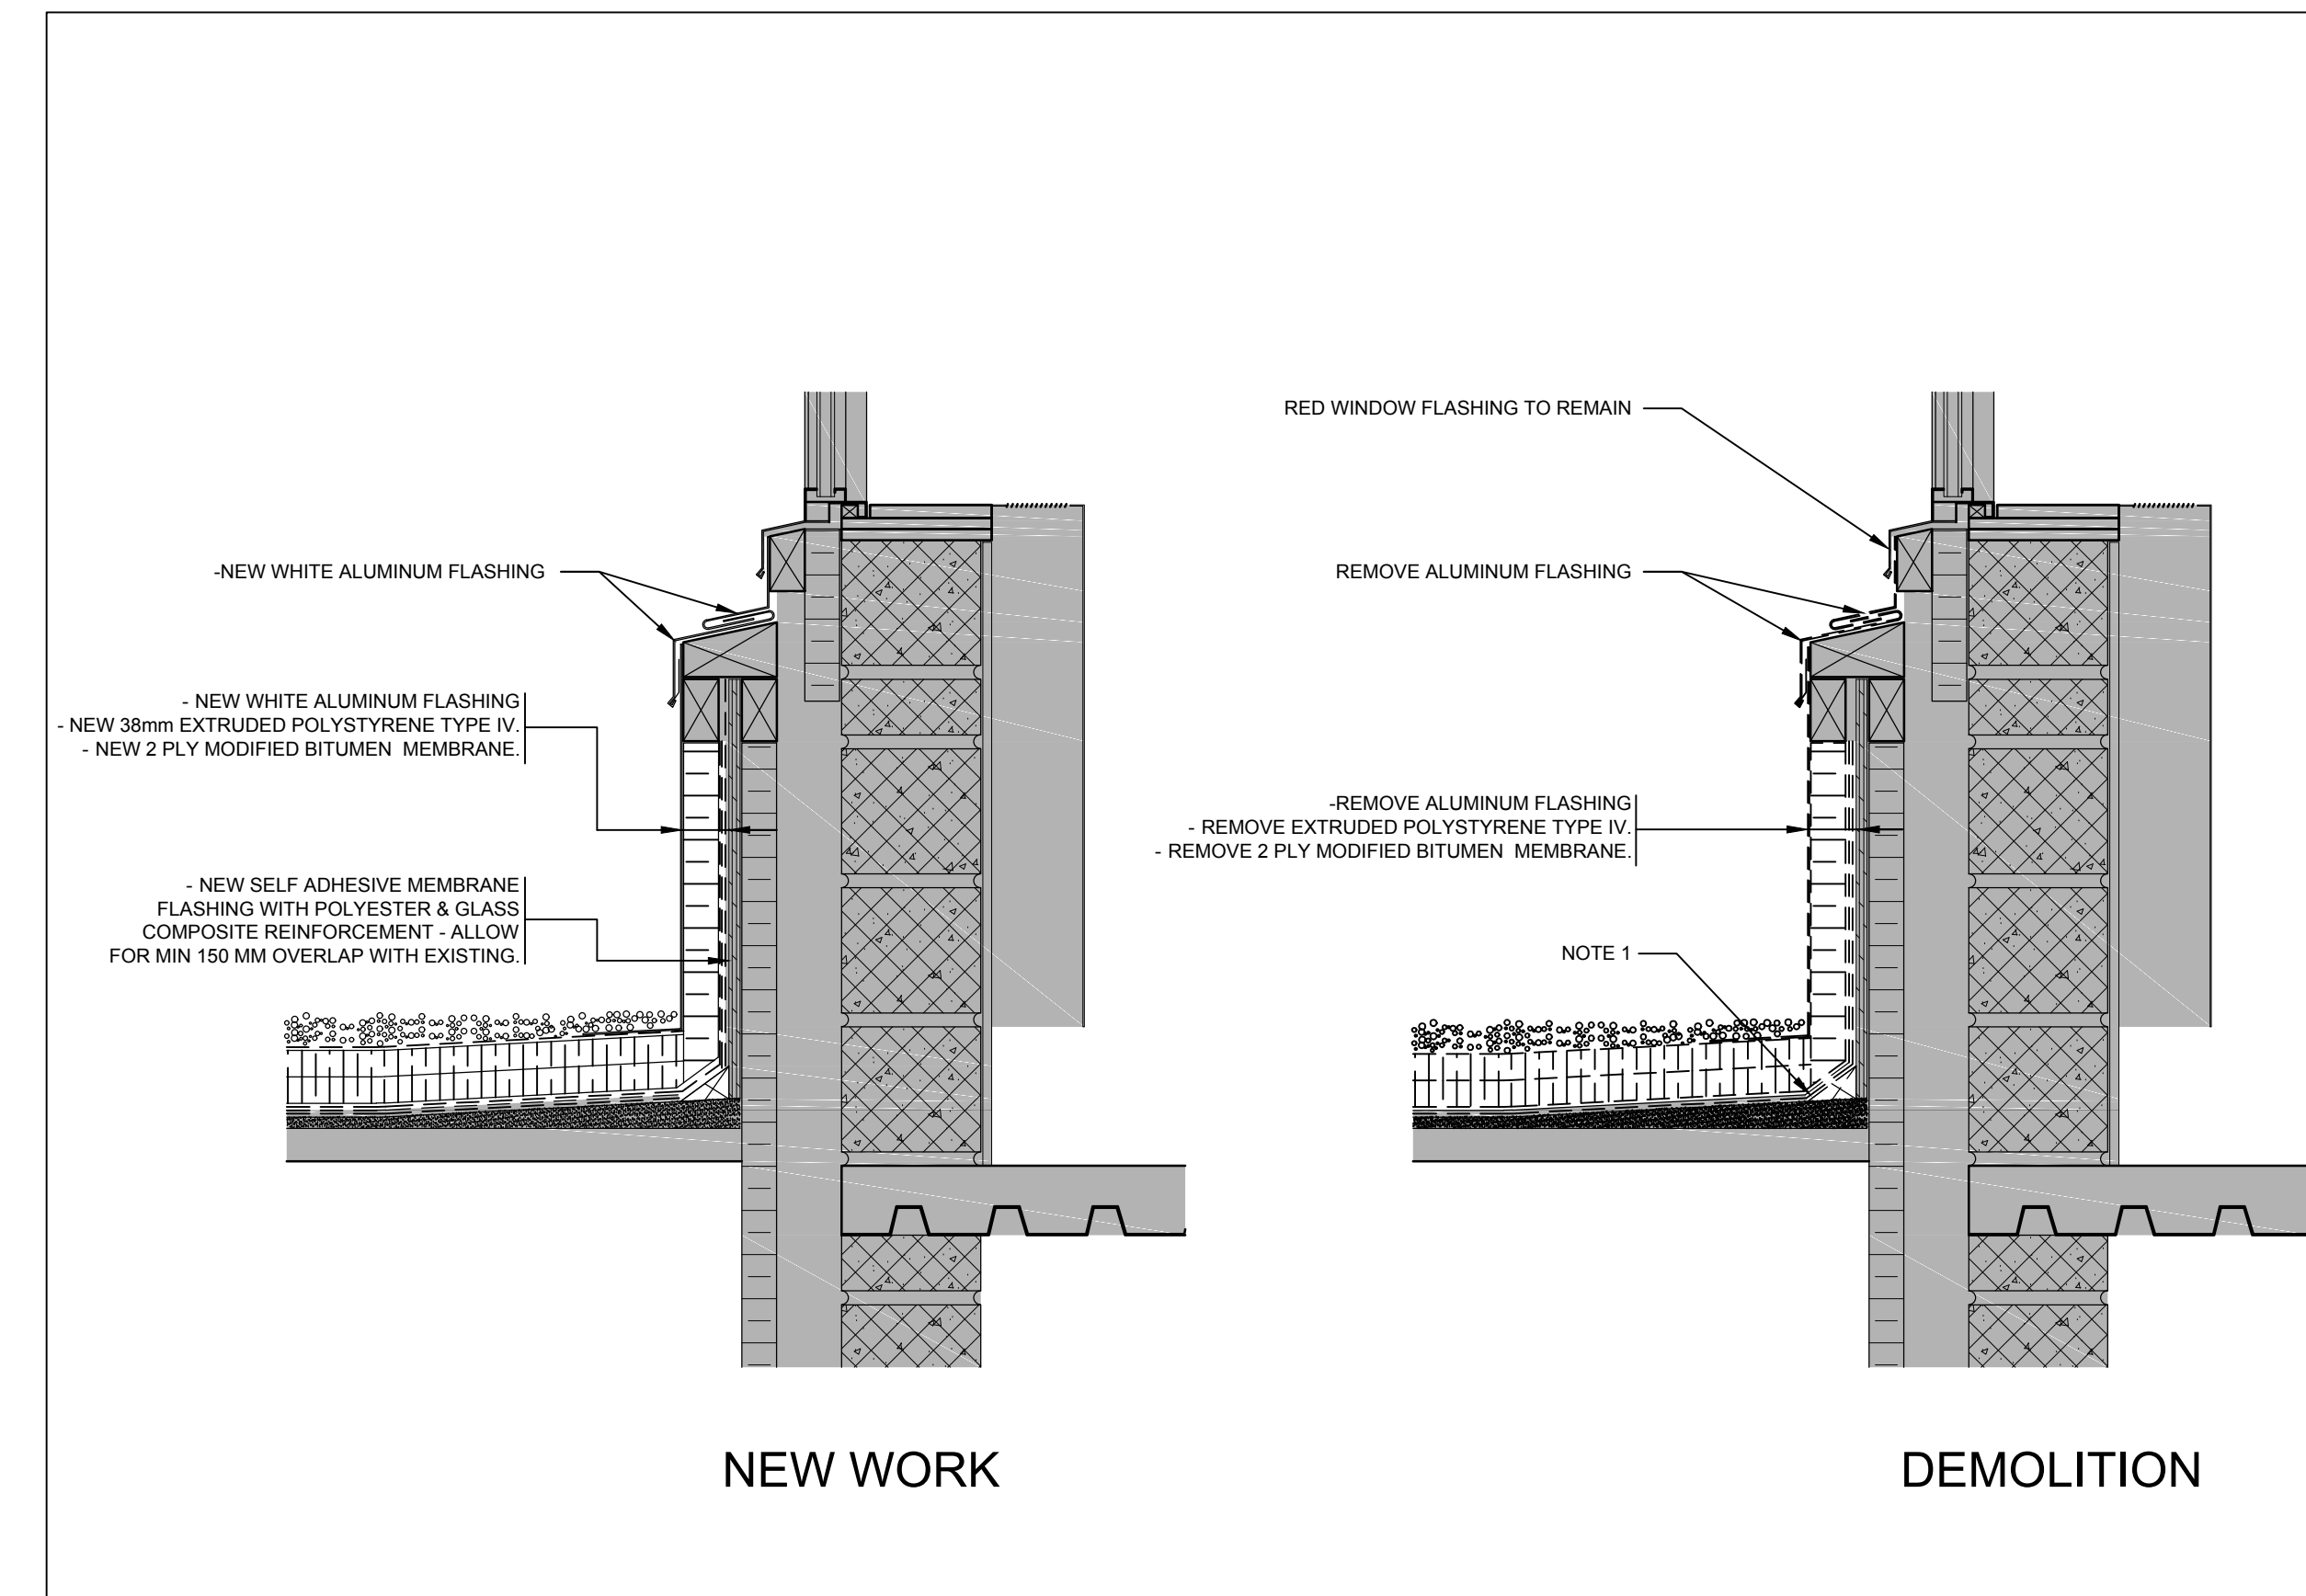 -NEW WHITE ALUMINUM FLASHING
- NEW WHITE ALUMINUM FLASHING
- NEW 38mm EXTRUDED POLYSTYRENE TYPE IV.
- NEW 2 PLY MODIFIED BITUMEN  MEMBRANE.
- NEW SELF ADHESIVE MEMBRANE
FLASHING WITH POLYESTER & GLASS
COMPOSITE REINFORCEMENT - ALLOW
FOR MIN 150 MM OVERLAP WITH EXISTING.
NEW WORK
RED WINDOW FLASHING TO REMAIN
REMOVE ALUMINUM FLASHING
-REMOVE ALUMINUM FLASHING
- REMOVE EXTRUDED POLYSTYRENE TYPE IV.
- REMOVE 2 PLY MODIFIED BITUMEN  MEMBRANE.
NOTE 1
DEMOLITION